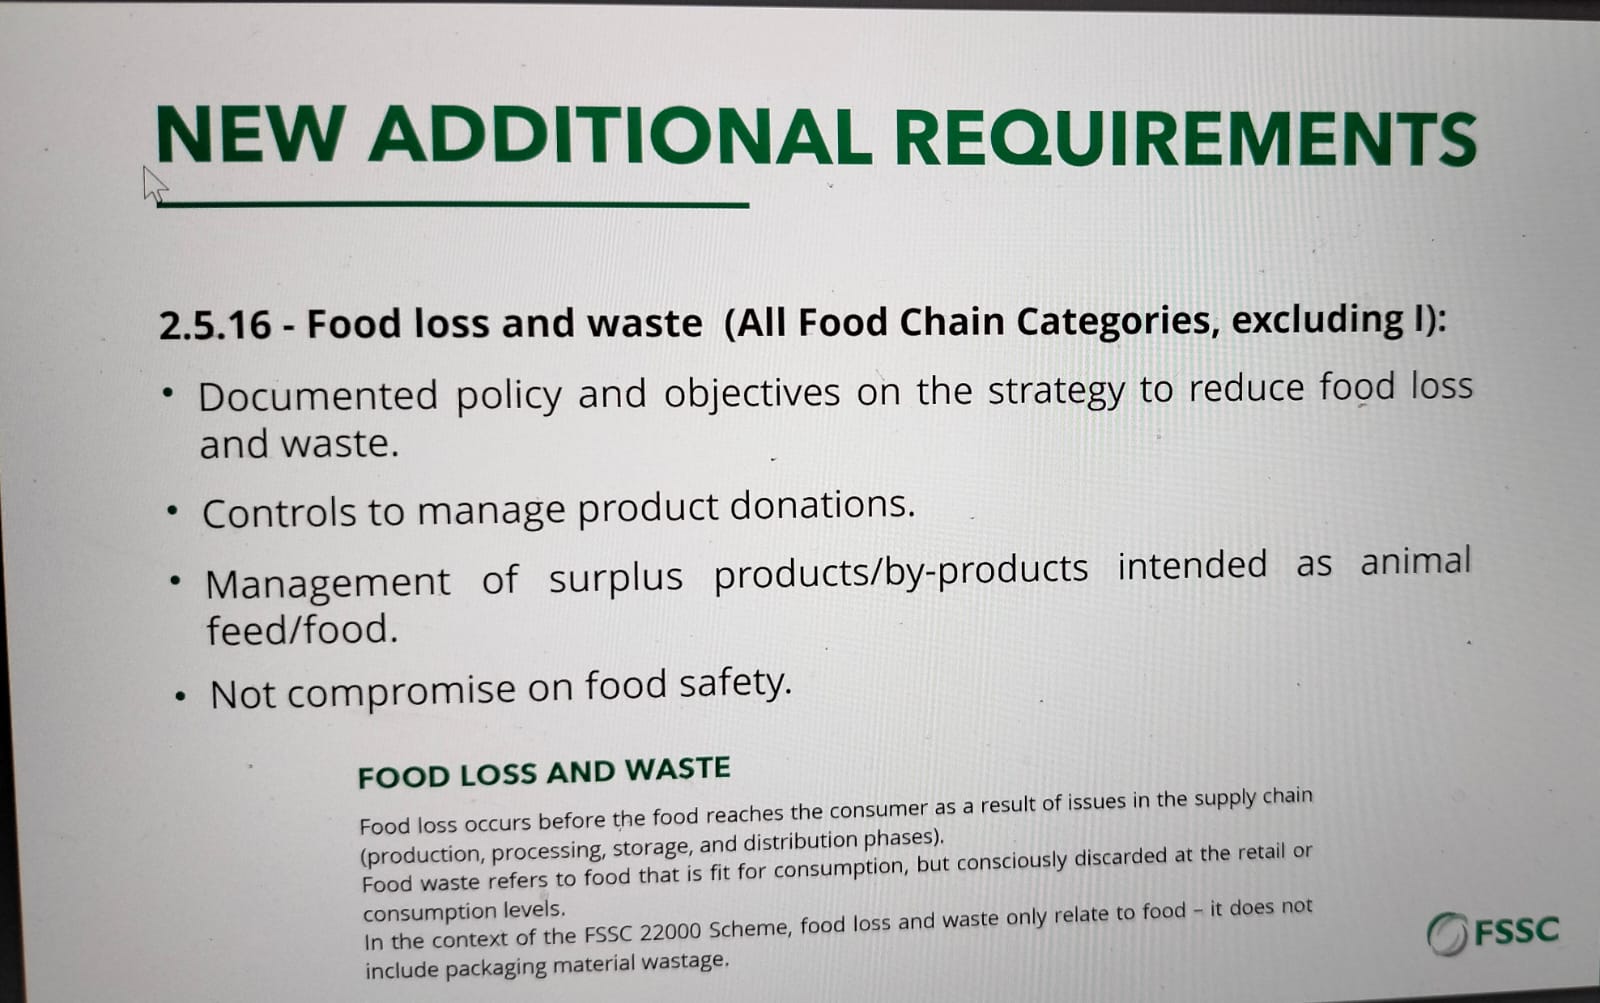 NEW ADDITIONAL REQUIREMENTS
2.5.16 - Food loss and waste (All Food Chain Categories, excluding I):
• Documented policy and objectives on the strategy to reduce food loss
and waste.
• Controls to manage product donations.
• Management of surplus products/by-products intended as animal
feed/food.
• Not compromise on food safety.
FOOD LOSS AND WASTE
Food loss occurs before the food reaches the consumer as a result of issues in the supply chain
(production, processing, storage, and distribution phases).
Food waste refers to food that is fit for consumption, but consciously discarded at the retail or
consumption levels.
In the context of the FSSC 22000 Scheme, food loss and waste only relate to food – it does not
include packaging material wastage.
FSSC